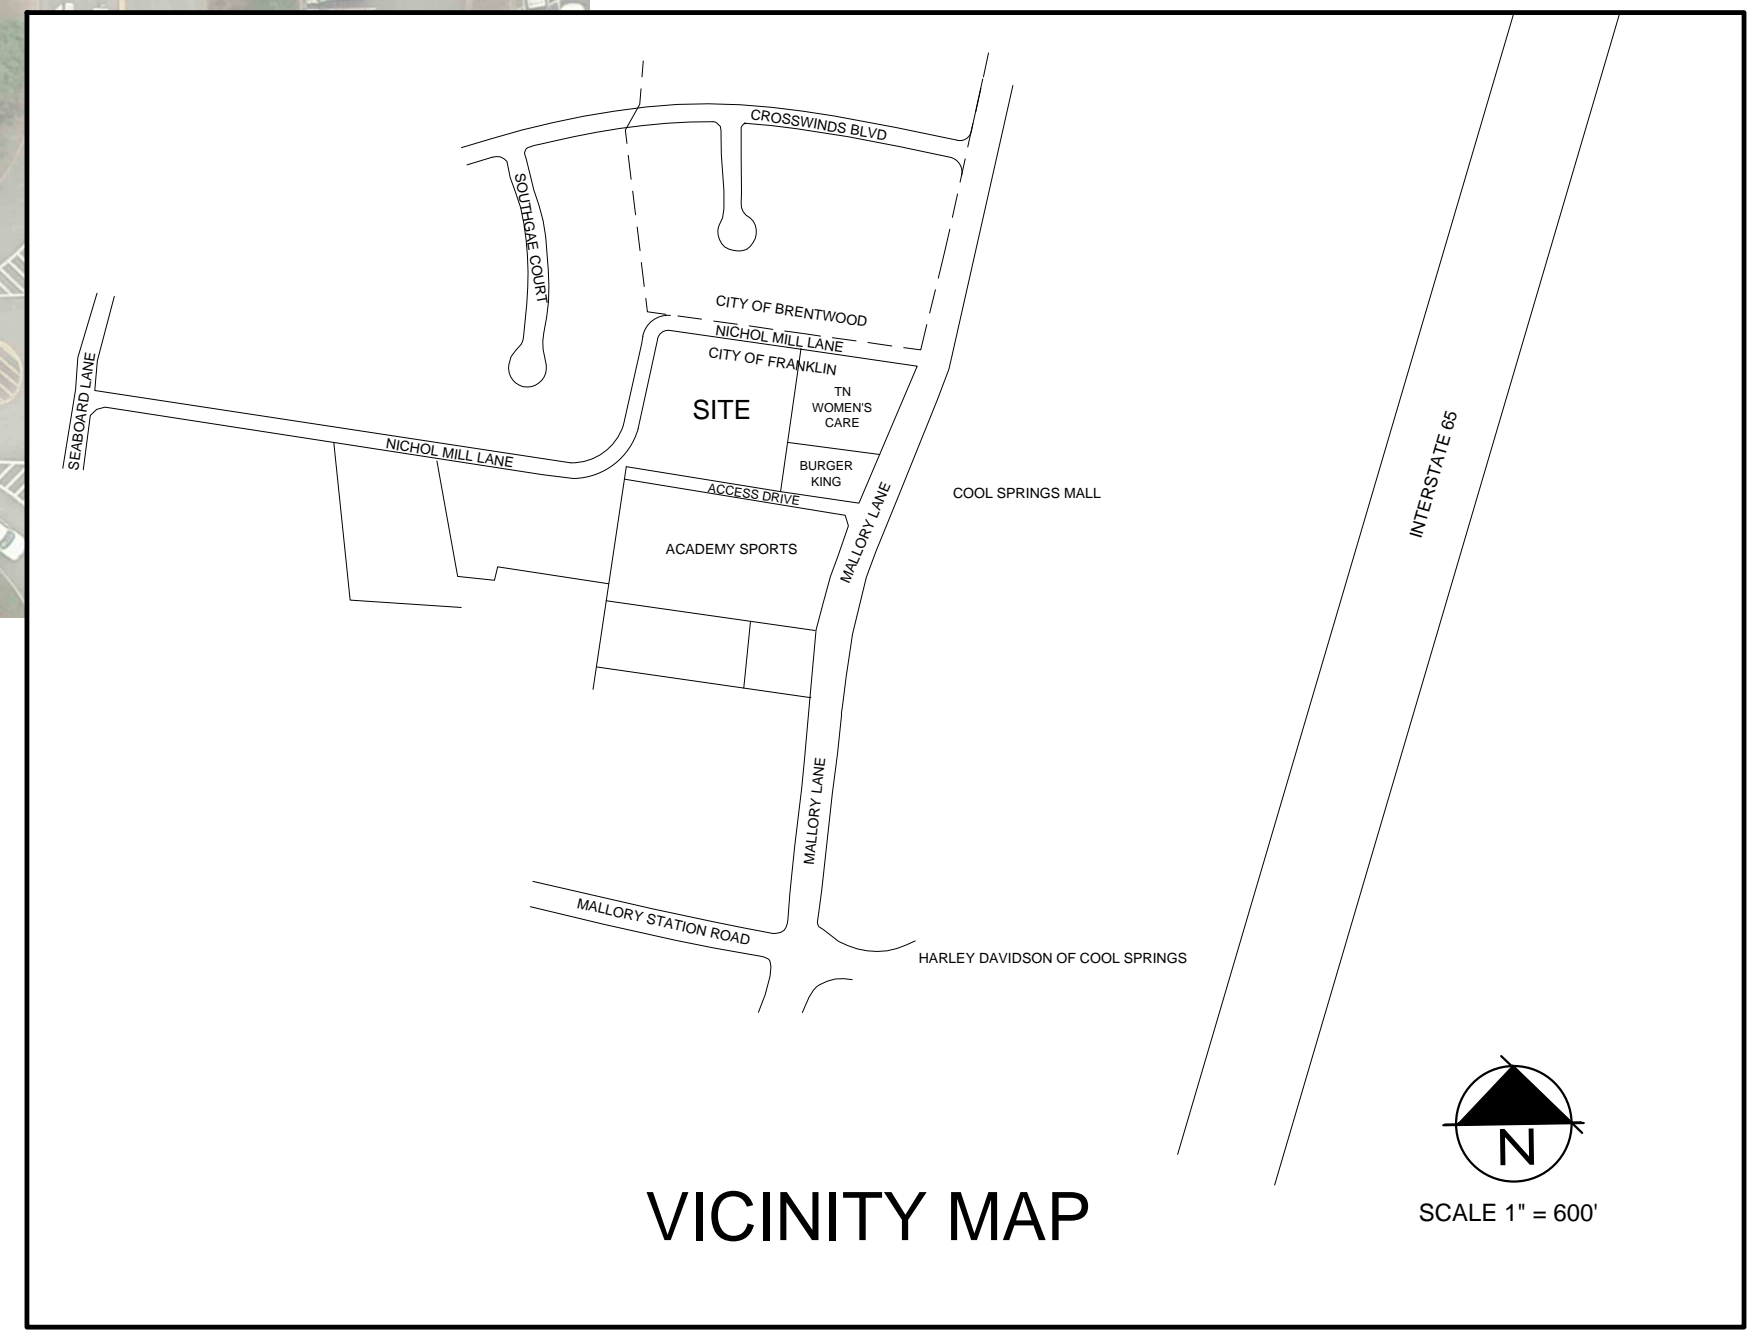 CROSSWINDS BLVD
SOUTHGAE COURT
CITY OF BRENTWOOD
NICHOL MILL LANE
CITY OF FRANKLIN
SEABOARD LANE
TN
WOMEN'S
CARE
SITE
INTERSTATE 65
NICHOL MILL LANE
BURGER
KING
ACCESS DRIVE
COOL SPRINGS MALL
MALLORY LANE
ACADEMY SPORTS
MALLORY LANE
MALLORY STATION ROAD
HARLEY DAVIDSON OF COOL SPRINGS
N
VICINITY MAP
SCALE 1" = 600'